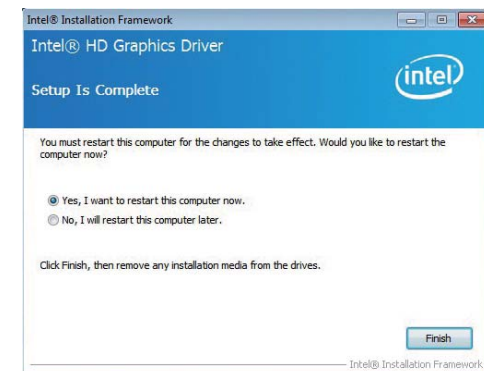 Intel® Installation Framework
Intel® HD Graphics Driver
Setup Is Complete
(intel)
You must restart this computer for the changes to take effect. Would you like to restart the
computer now?
Yes, I want to restart this computer now.
No, I will restart this computer later.
Click Finish, then remove any installation media from the drives.
Finish
Intel® Installation Framework